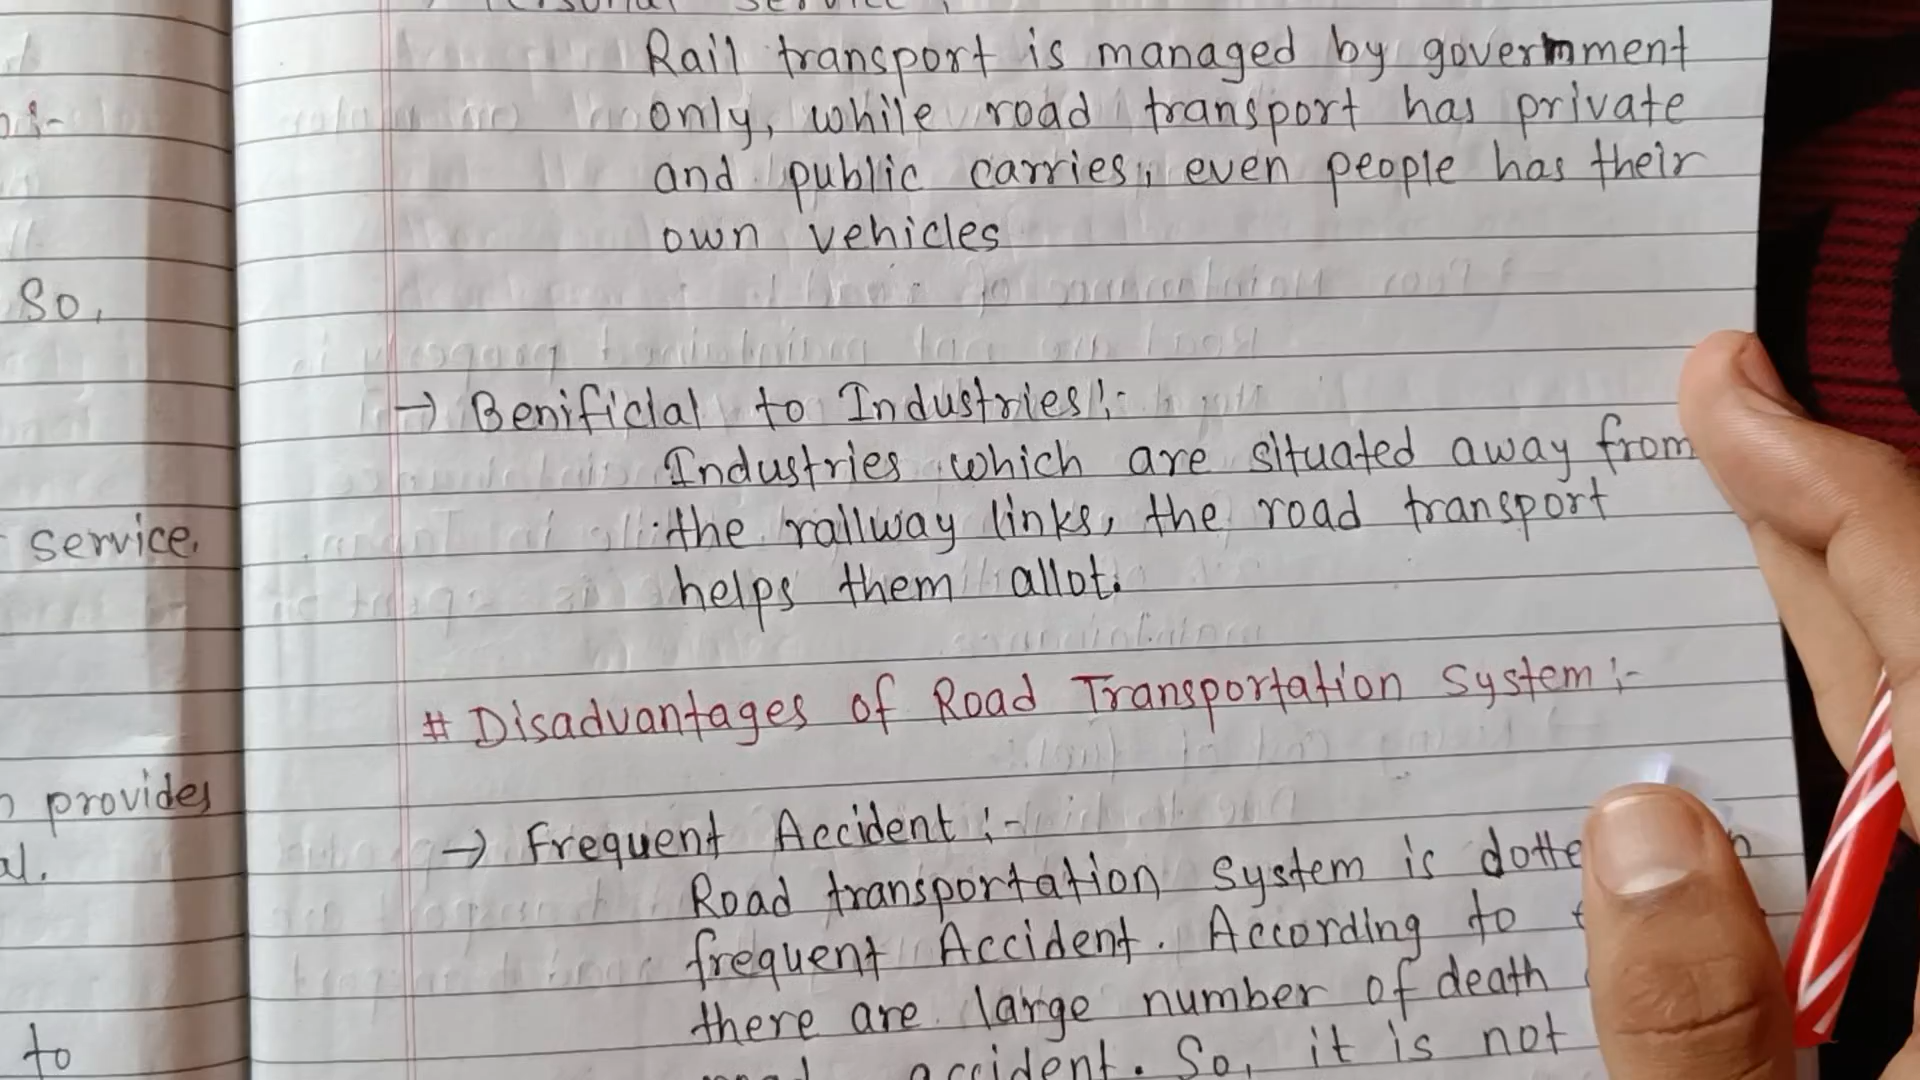 So,
service.
provides
to
Rail transport is managed by government
only, while road transport has private
and public carries, even people has their
own vehicles
→ Benificial to Industries:-
Industries which are situated away from
the railway links, the road transport
helps them allot.
# Disadvantages of Road Transportation System:-
→ Frequent Accident:-
Road transportation System is
frequent Accident. According to
there are large number of death
accident. So, it is not